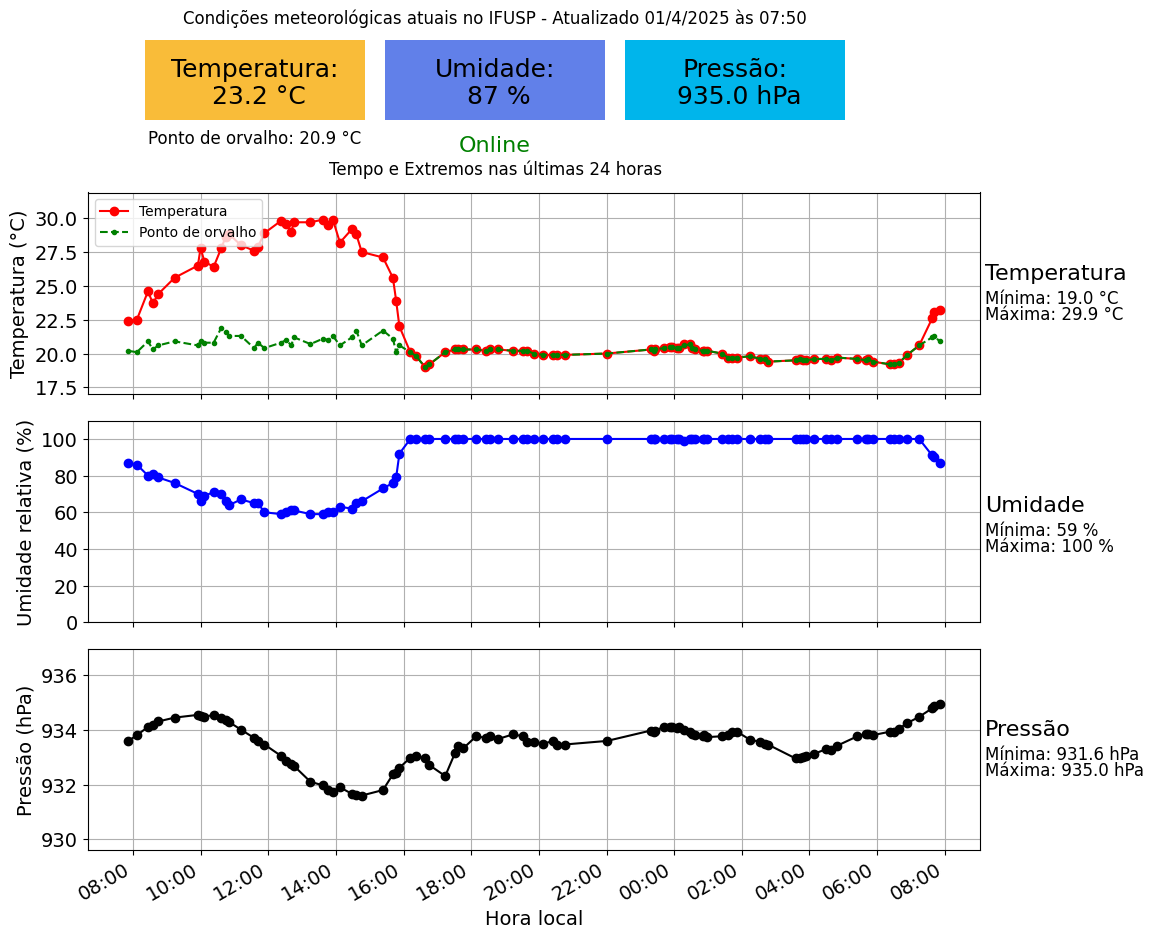 Condições meteorológicas atuais no IFUSP - Atualizado 01/4/2025 às 07:50
Temperatura:
23.2 °C
Umidade:
87 %
Pressão:
935.0 hPa
Ponto de orvalho: 20.9 °C
Online
Tempo e Extremos nas últimas 24 horas
Temperatura (°C)
30.0
27.5
25.0
22.5
20.0
17.5
Temperatura
Ponto de orvalho
Temperatura
Mínima: 19.0 °C
Máxima: 29.9 °C
Umidade relativa (%)
100
80
60
40
20
0
Umidade
Mínima: 59 %
Máxima: 100 %
Pressão (hPa)
936
934
932
930
Pressão
Mínima: 931.6 hPa
Máxima: 935.0 hPa
08:00 10:00 12:00 14:00 16:00 18:00 20:00 22:00 00:00 02:00 04:00 06:00 08:00
Hora local